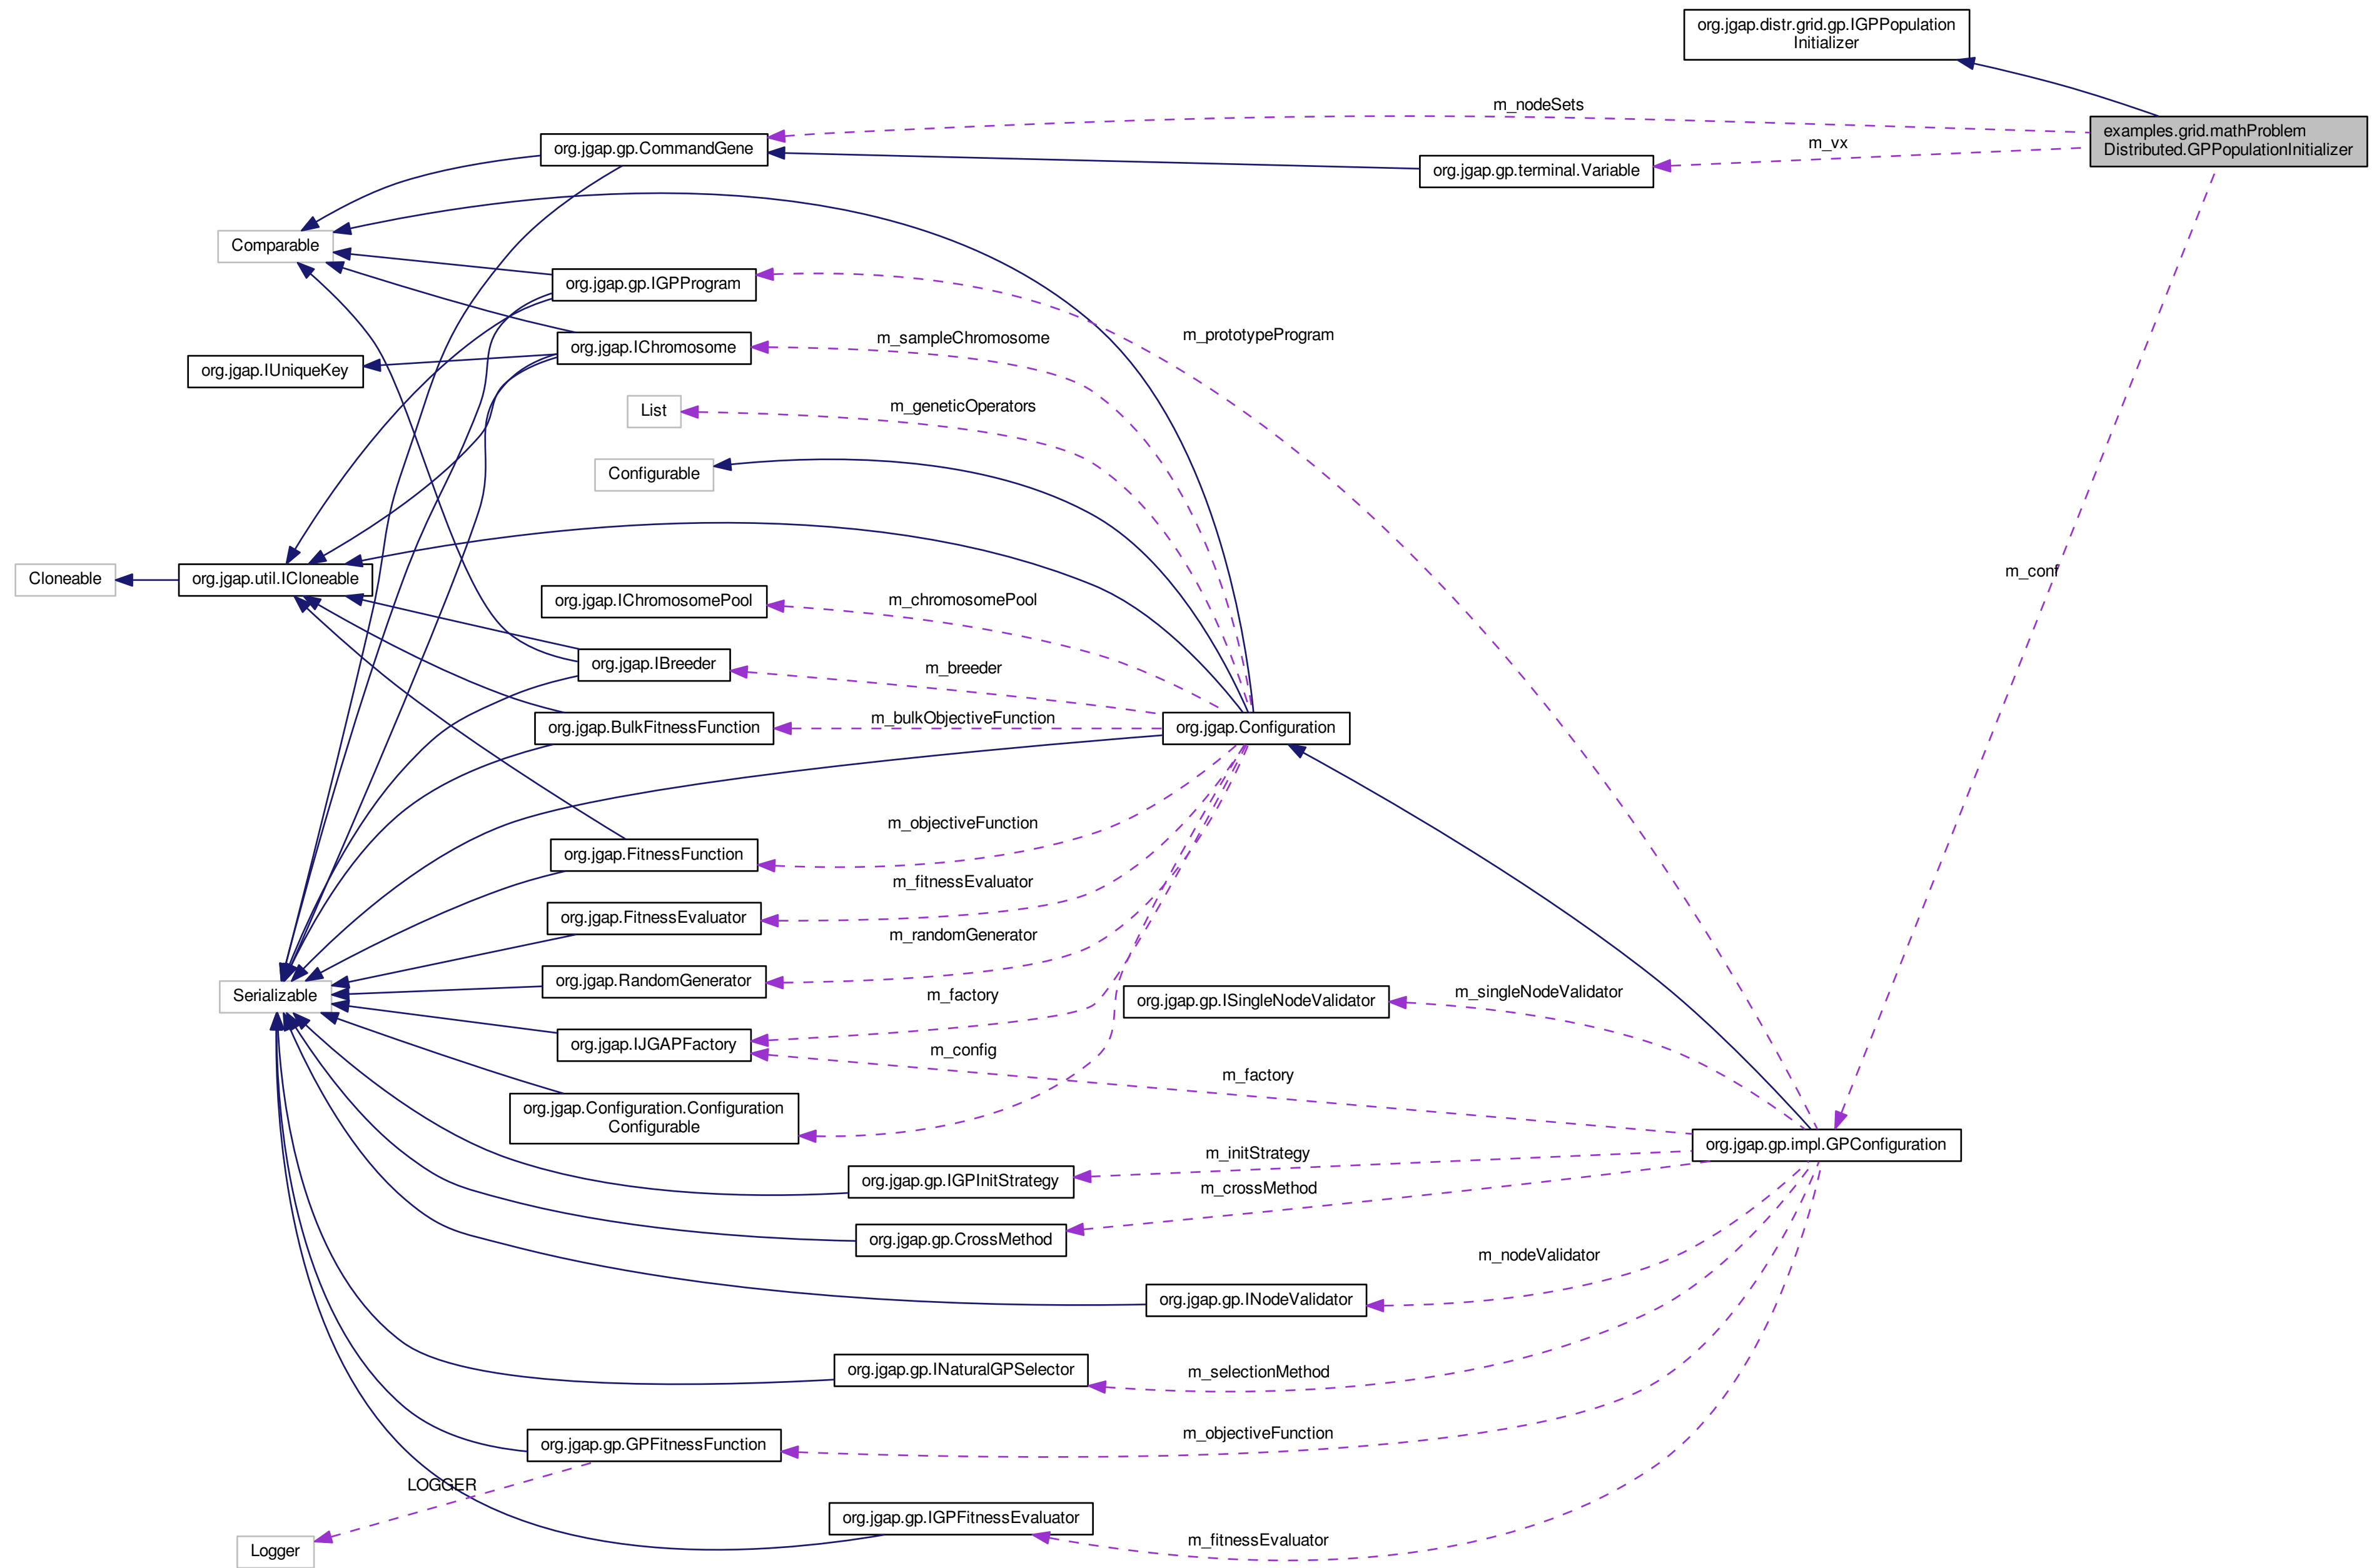 org.jgap.distr.grid.gp.IGPPopulation
Initializer
m_nodeSets
examples.grid.mathProblem
Distributed.GPPopulationInitializer
org.jgap.gp.CommandGene
m_vx
org.jgap.gp.terminal.Variable
Comparable
org.jgap.gp.IGPProgram
m_prototypeProgram
m_sampleChromosome
org.jgap.IChromosome
org.jgap.IUniqueKey
m_geneticOperators
List
Configurable
m_conf
Cloneable
org.jgap.util.ICloneable
org.jgap.IChromosomePool
m_chromosomePool
org.jgap.IBreeder
m_breeder
org.jgap.BulkFitnessFunction
m_bulkObjectiveFunction
org.jgap.Configuration
m_objectiveFunction
org.jgap.FitnessFunction
m_fitnessEvaluator
org.jgap.FitnessEvaluator
m_randomGenerator
org.jgap.RandomGenerator
Serializable
m_factory
org.jgap.gp.ISingleNodeValidator
m_singleNodeValidator
org.jgap.IJGAPFactory
m_config
m_factory
org.jgap.Configuration.Configuration
Configurable
org.jgap.gp.impl.GPConfiguration
m_initStrategy
org.jgap.gp.IGPInitStrategy
m_crossMethod
org.jgap.gp.CrossMethod
m_nodeValidator
org.jgap.gp.INodeValidator
org.jgap.gp.INaturalGPSelector
m_selectionMethod
org.jgap.gp.GPFitnessFunction
m_objectiveFunction
LOGGER
org.jgap.gp.IGPFitnessEvaluator
m_fitnessEvaluator
Logger